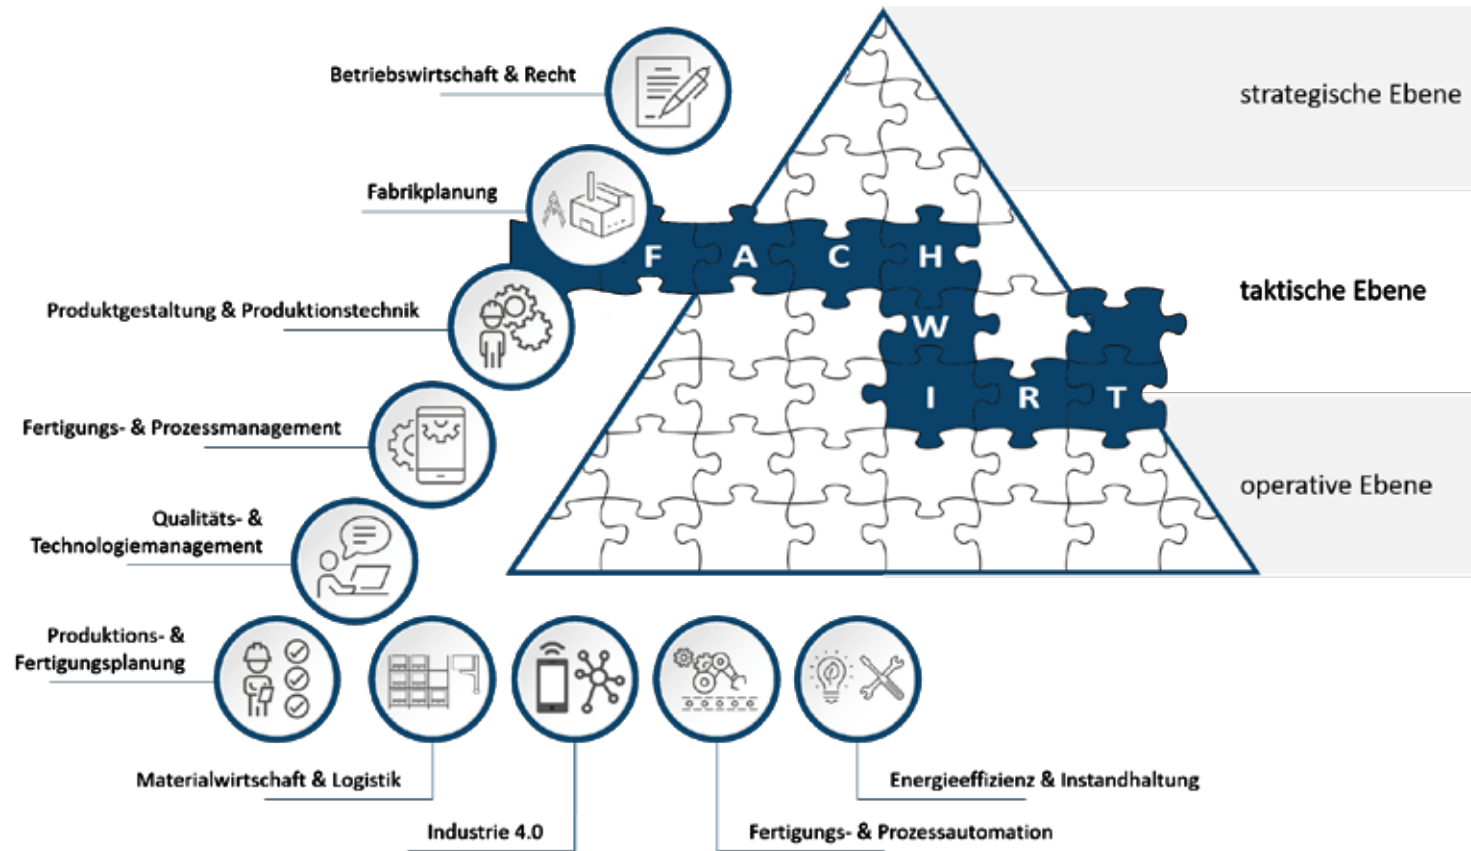 Betriebswirtschaft & Recht
strategische Ebene
Fabrikplanung
F A C H
W
I R T
taktische Ebene
Produktgestaltung & Produktionstechnik
Fertigungs- & Prozessmanagement
operative Ebene
Qualitäts- &
Technologiemanagement
Produktions- &
Fertigungsplanung
Materialwirtschaft & Logistik
Energieeffizienz & Instandhaltung
Industrie 4.0
Fertigungs- & Prozessautomation